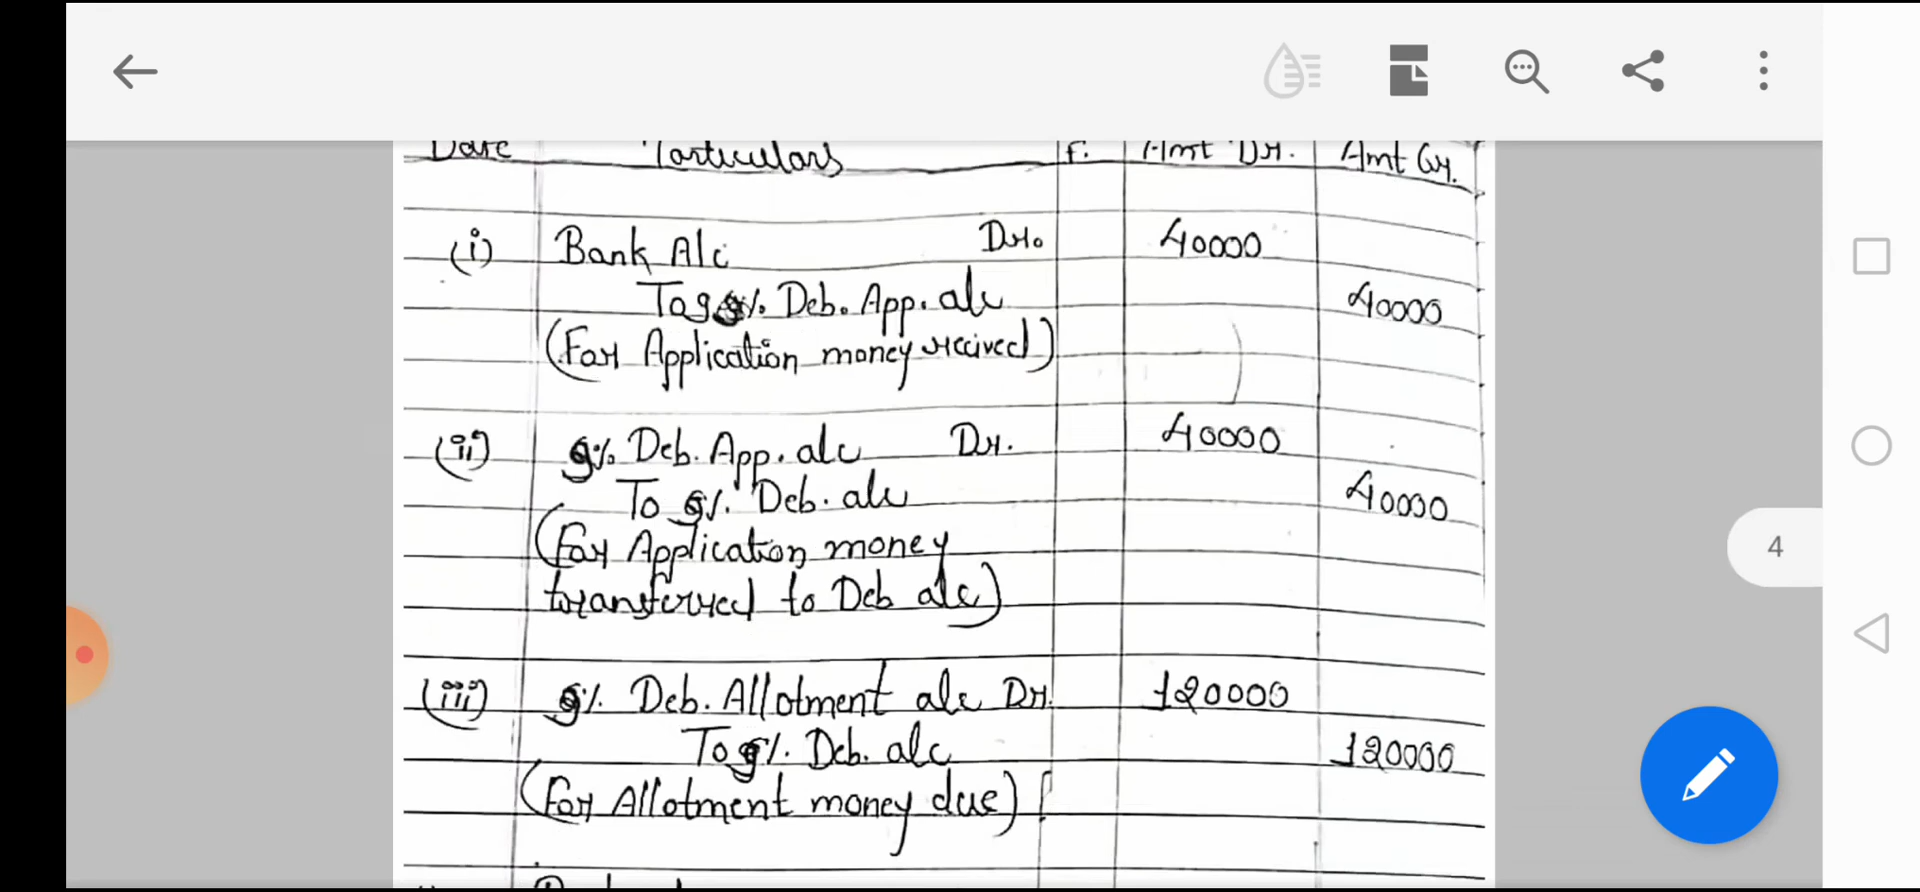 Date Particulars F. Amt Dr. Amt Cr.
(i) Bank A/c Dr. 40000
To 9% Deb. App. a/c 40000
(For Application money received)
(ii) 9% Deb. App. a/c Dr. 40000
To 9%. Deb. a/c 40000
(For Application money
transferred to Deb a/c)
4
(iii) 9%. Deb. Allotment a/c Dr. 120000
To 9%. Deb. a/c 120000
(For Allotment money due)